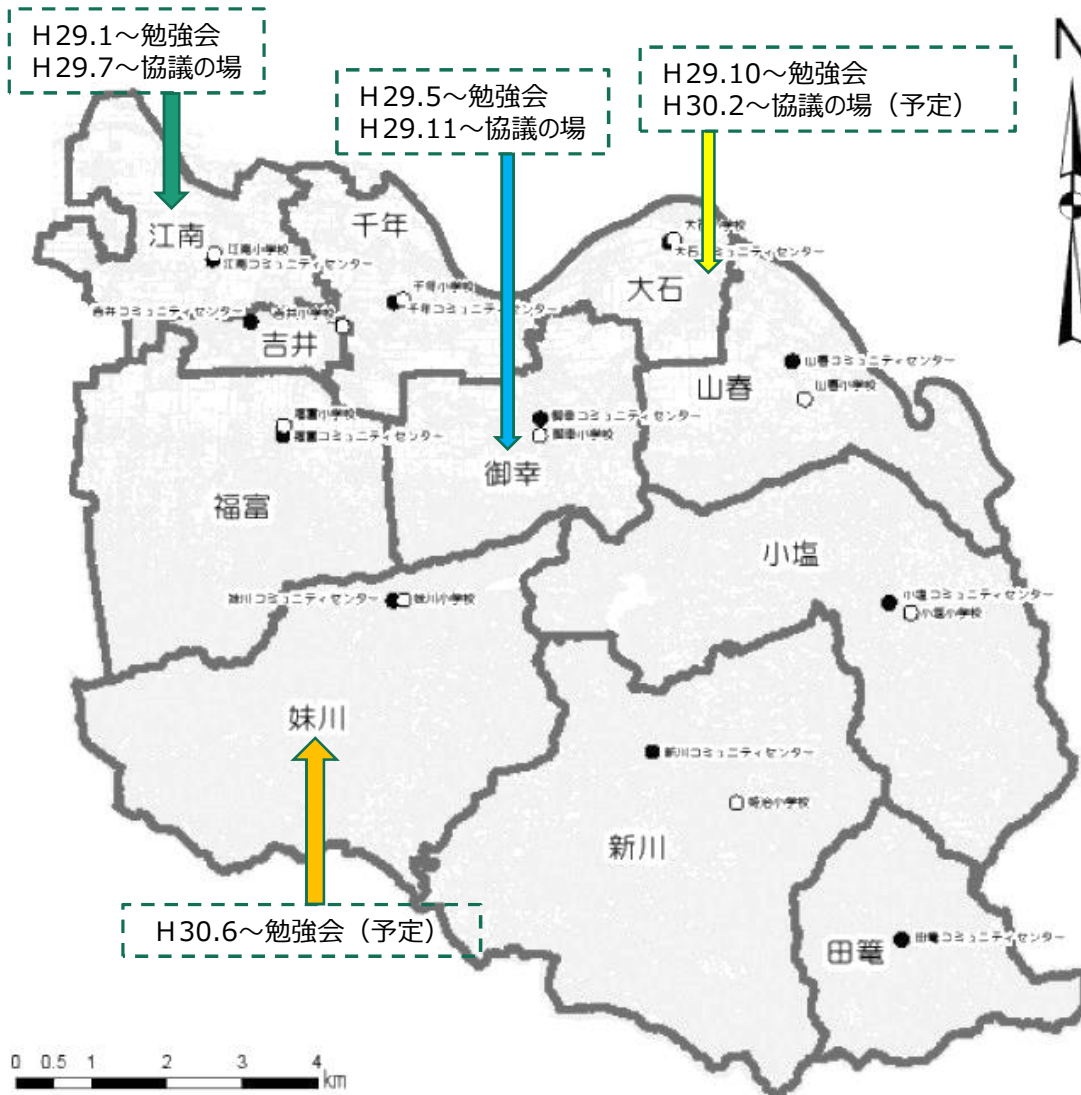 H29.1~勉強会
H29.7~協議の場
H29.5~勉強会
H29.11~協議の場
H29.10~勉強会
H30.2~協議の場（予定）
N
江南
江南小学校
江南コミュニティセンター
千年
千年小学校
千年コミュニティセンター
大石
大石小学校
大石コミュニティセンター
吉井コミュニティセンター
吉井小学校
吉井
山春
山春コミュニティセンター
山春小学校
福富小学校
福富コミュニティセンター
福富
御幸コミュニティセンター
御幸小学校
御幸
小塩
小塩コミュニティセンター
小塩小学校
妹川コミュニティセンター
妹川小学校
妹川
新川コミュニティセンター
新川
田篭
田篭コミュニティセンター
H30.6~勉強会（予定）
0 0.5 1 2 3 4
km